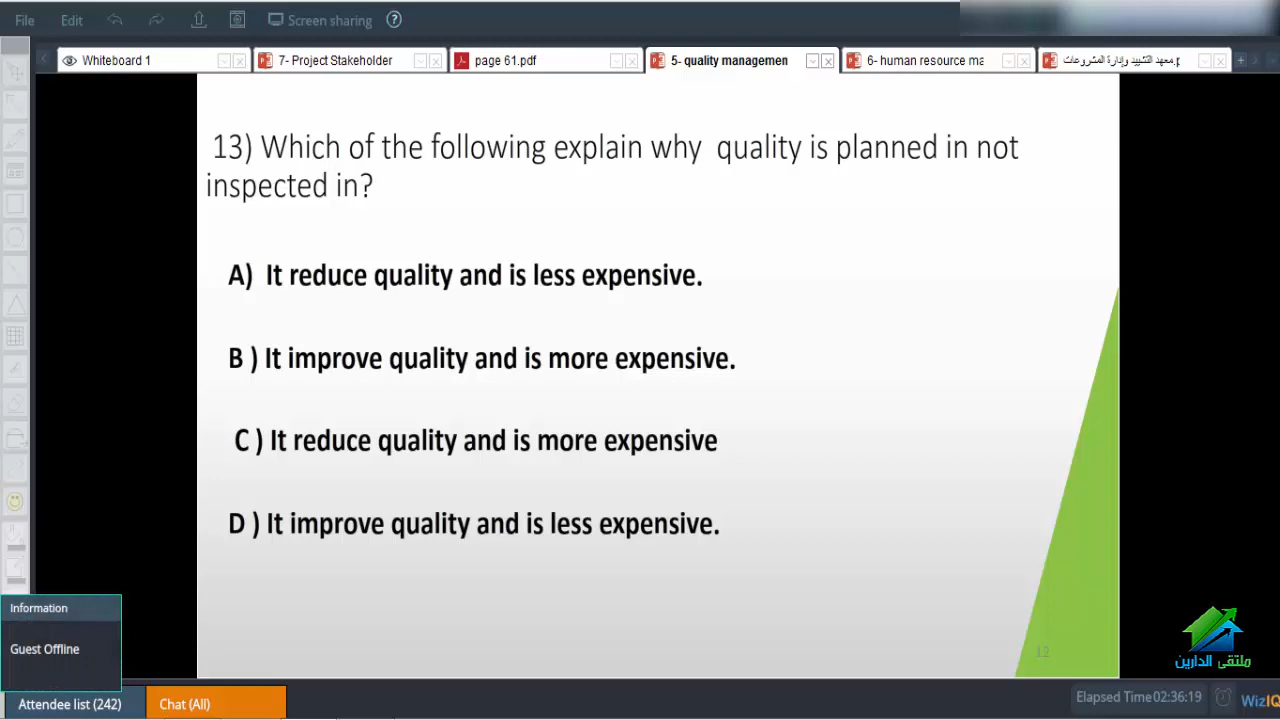 File Edit Screen sharing ?
Whiteboard 1 7- Project Stakeholder page 61.pdf 5- quality managemen 6- human resource ma معهد التشييد وإدارة المشروعات.p
13) Which of the following explain why quality is planned in not
inspected in?
A) It reduce quality and is less expensive.
B ) It improve quality and is more expensive.
C ) It reduce quality and is more expensive
D ) It improve quality and is less expensive.
Information
Guest Offline
12
ملتقى الدارين
Attendee list (242) Chat (All) Elapsed Time 02:36:19 WizIQ